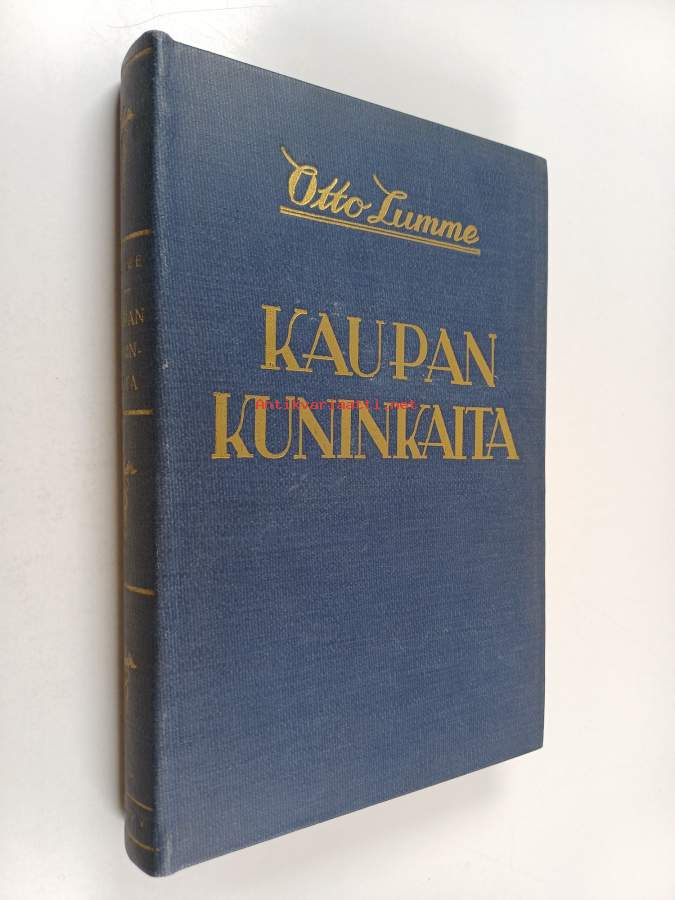 Otto Lumme
KAUPAN
Antikvariaatti.net
KUNINKAITA